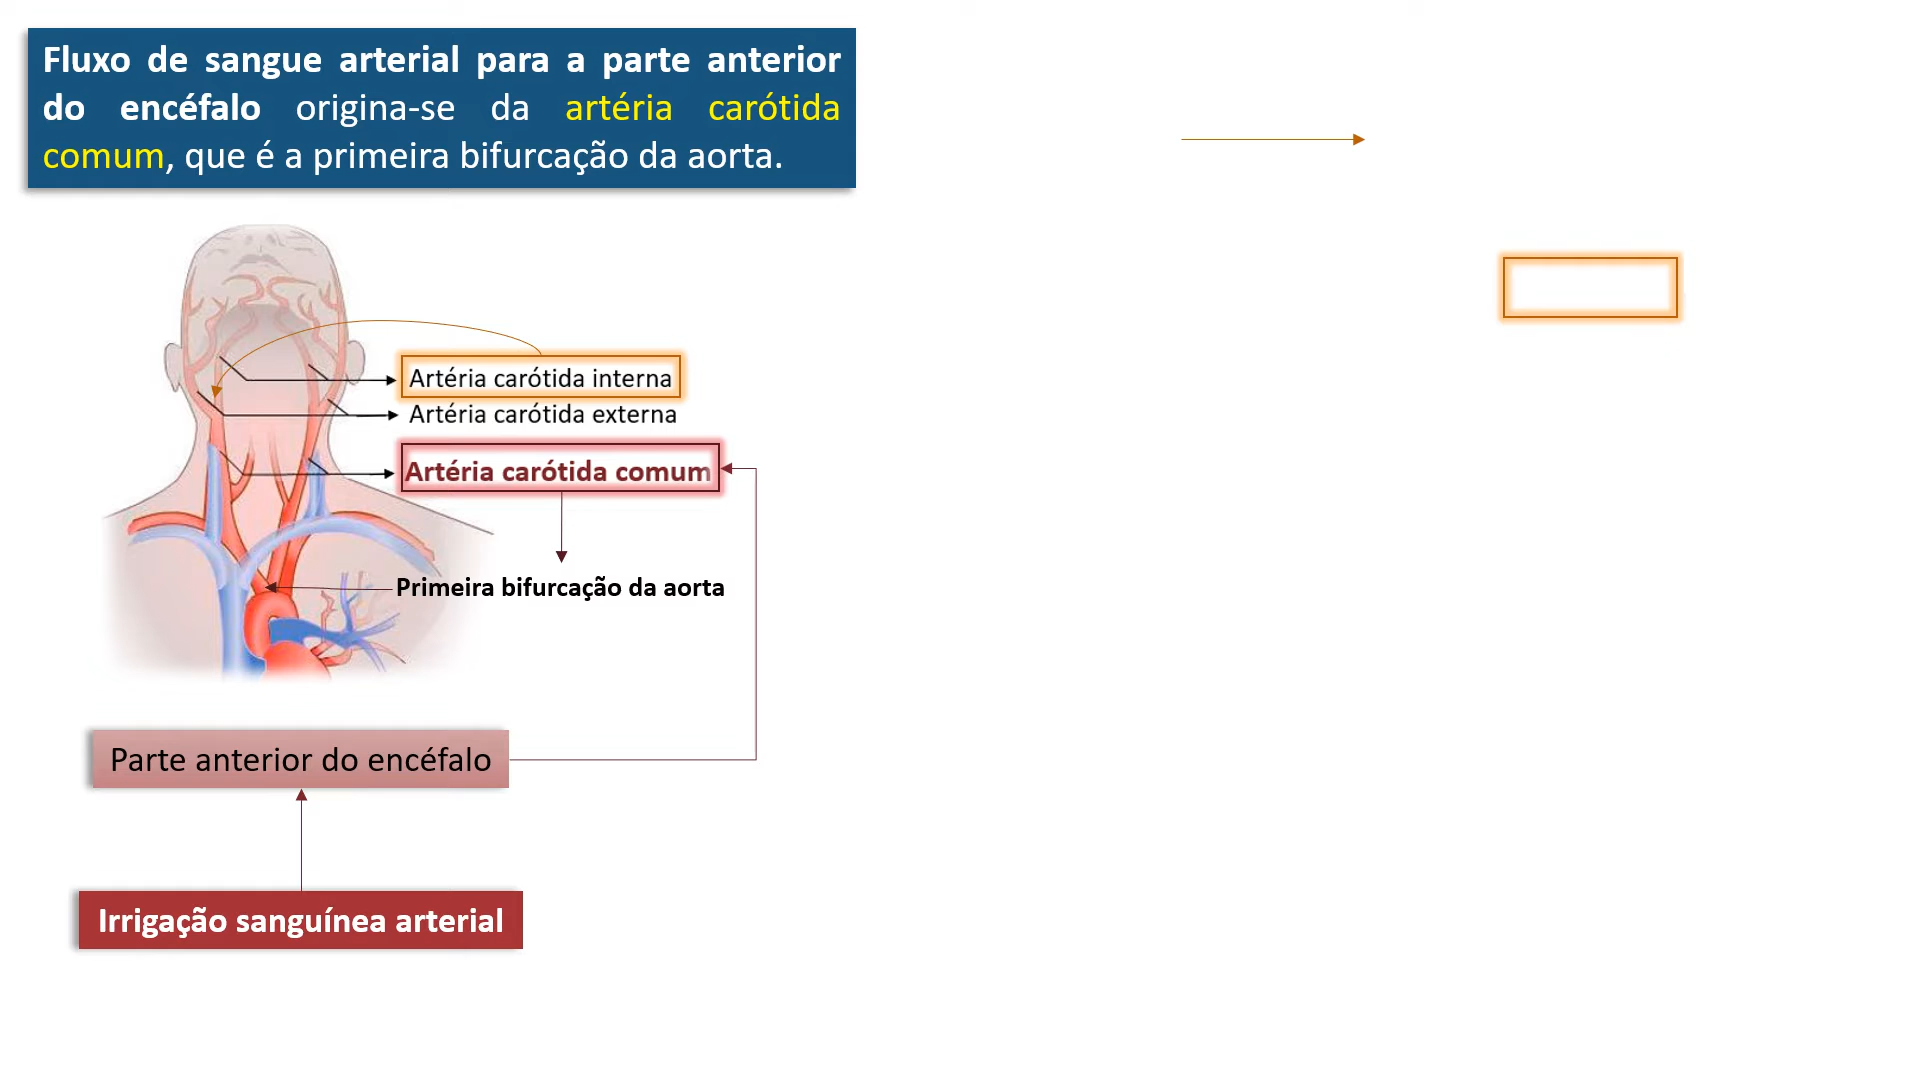 Fluxo de sangue arterial para a parte anterior
do encéfalo origina-se da artéria carótida
comum, que é a primeira bifurcação da aorta.
Artéria carótida interna
Artéria carótida externa
Artéria carótida comum
Primeira bifurcação da aorta
Parte anterior do encéfalo
Irrigação sanguínea arterial